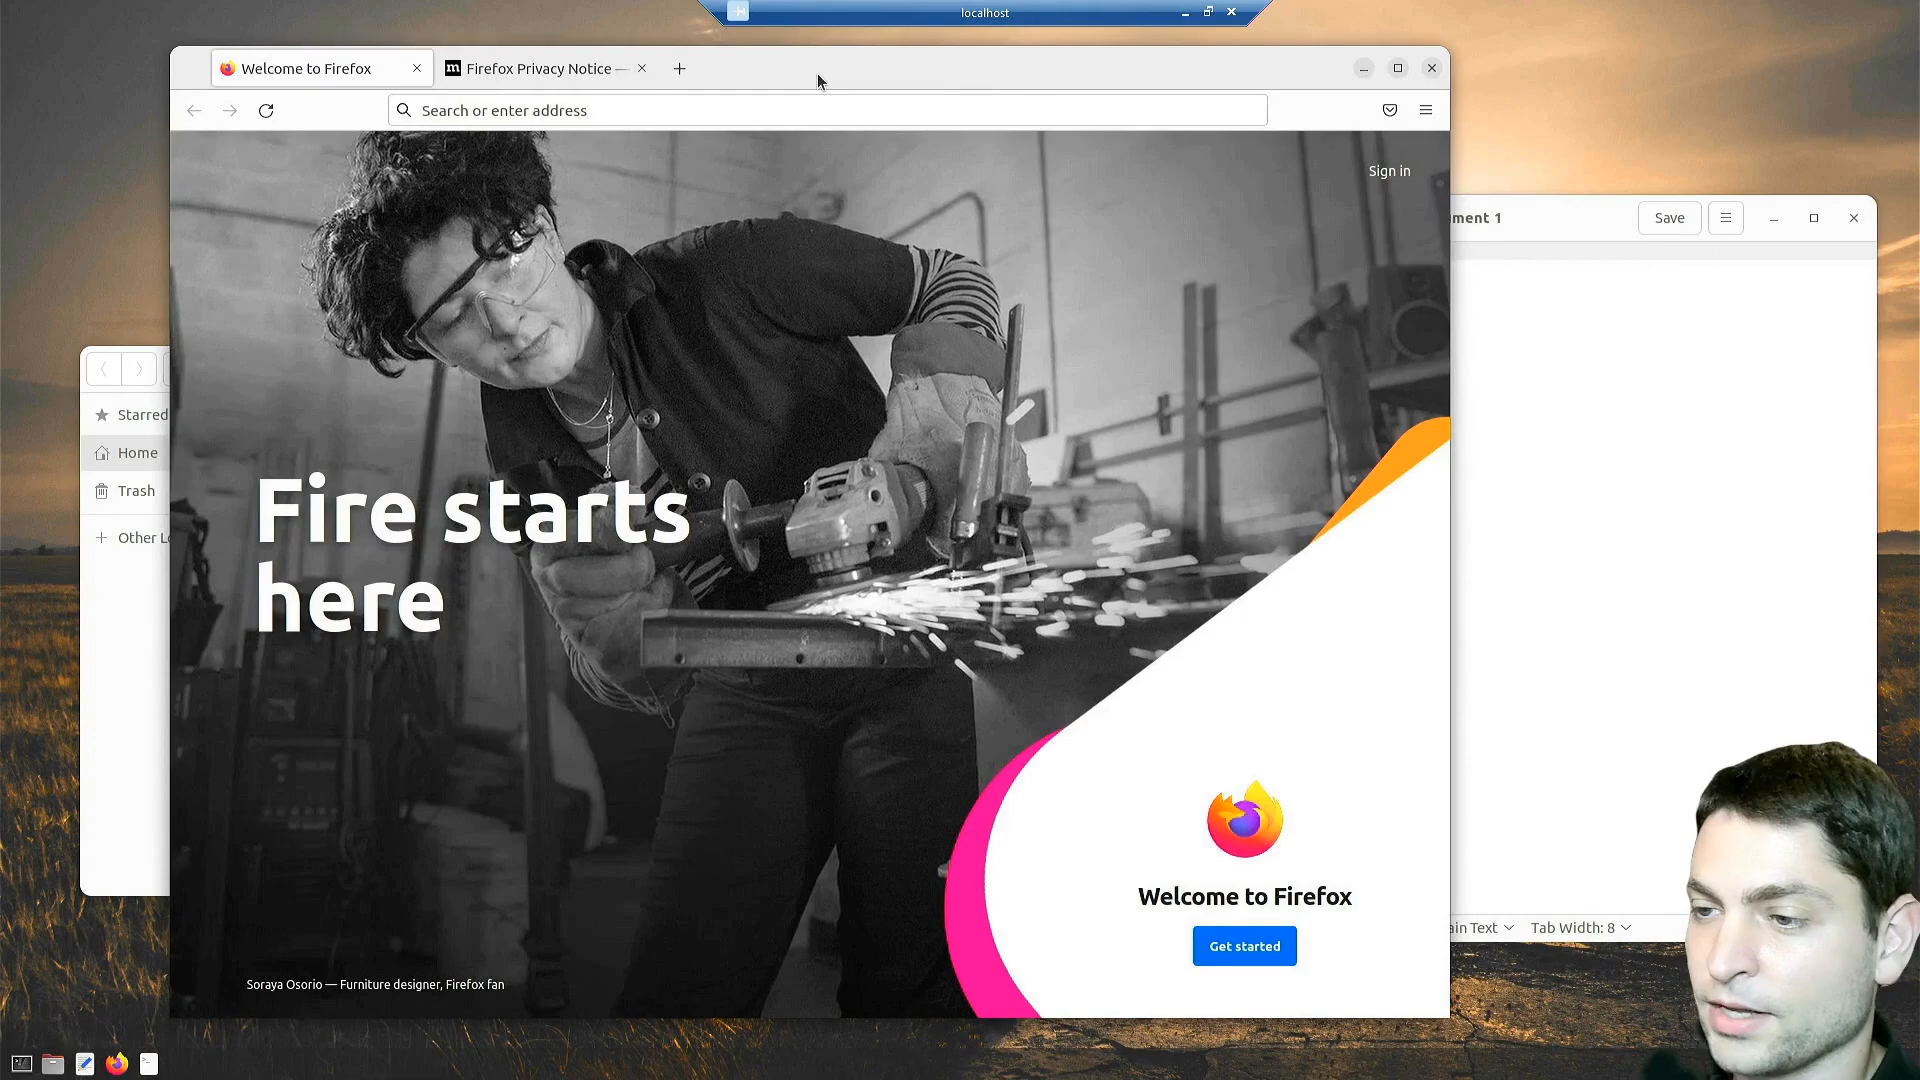 localhost
Welcome to Firefox
Firefox Privacy Notice —
Search or enter address
Sign in
ment 1
Save
Starred
Home
Trash
Other Lo
Fire starts
here
Welcome to Firefox
Get started
Soraya Osorio — Furniture designer, Firefox fan
ain Text
Tab Width: 8